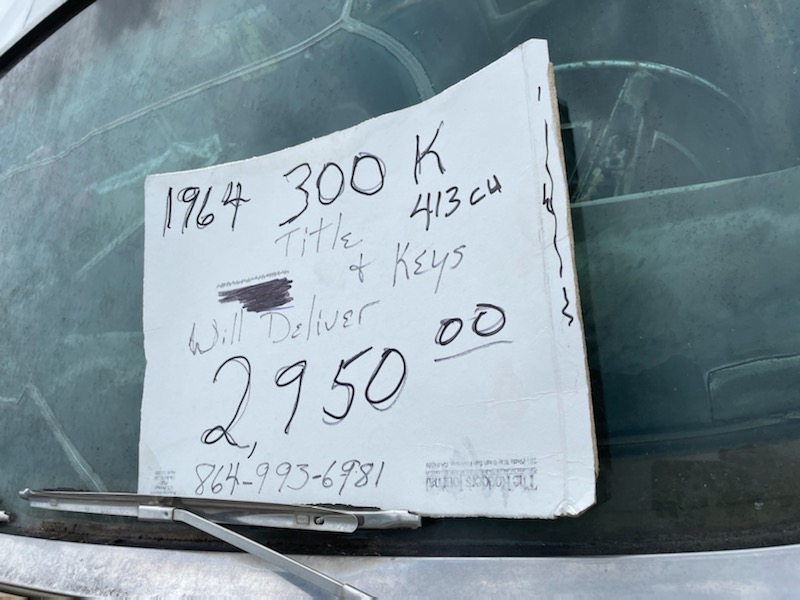 1964 300 K
413 cu
Title
& Keys
Will Deliver
2,950 00
864-993-6981